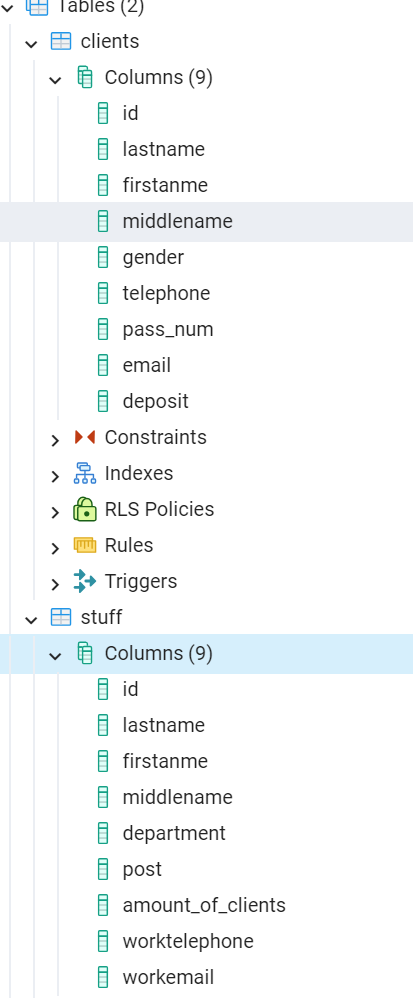 Tables (2)
clients
Columns (9)
id
lastname
firstanme
middlename
gender
telephone
pass_num
email
deposit
Constraints
Indexes
RLS Policies
Rules
Triggers
stuff
Columns (9)
id
lastname
firstanme
middlename
department
post
amount_of_clients
worktelephone
workemail